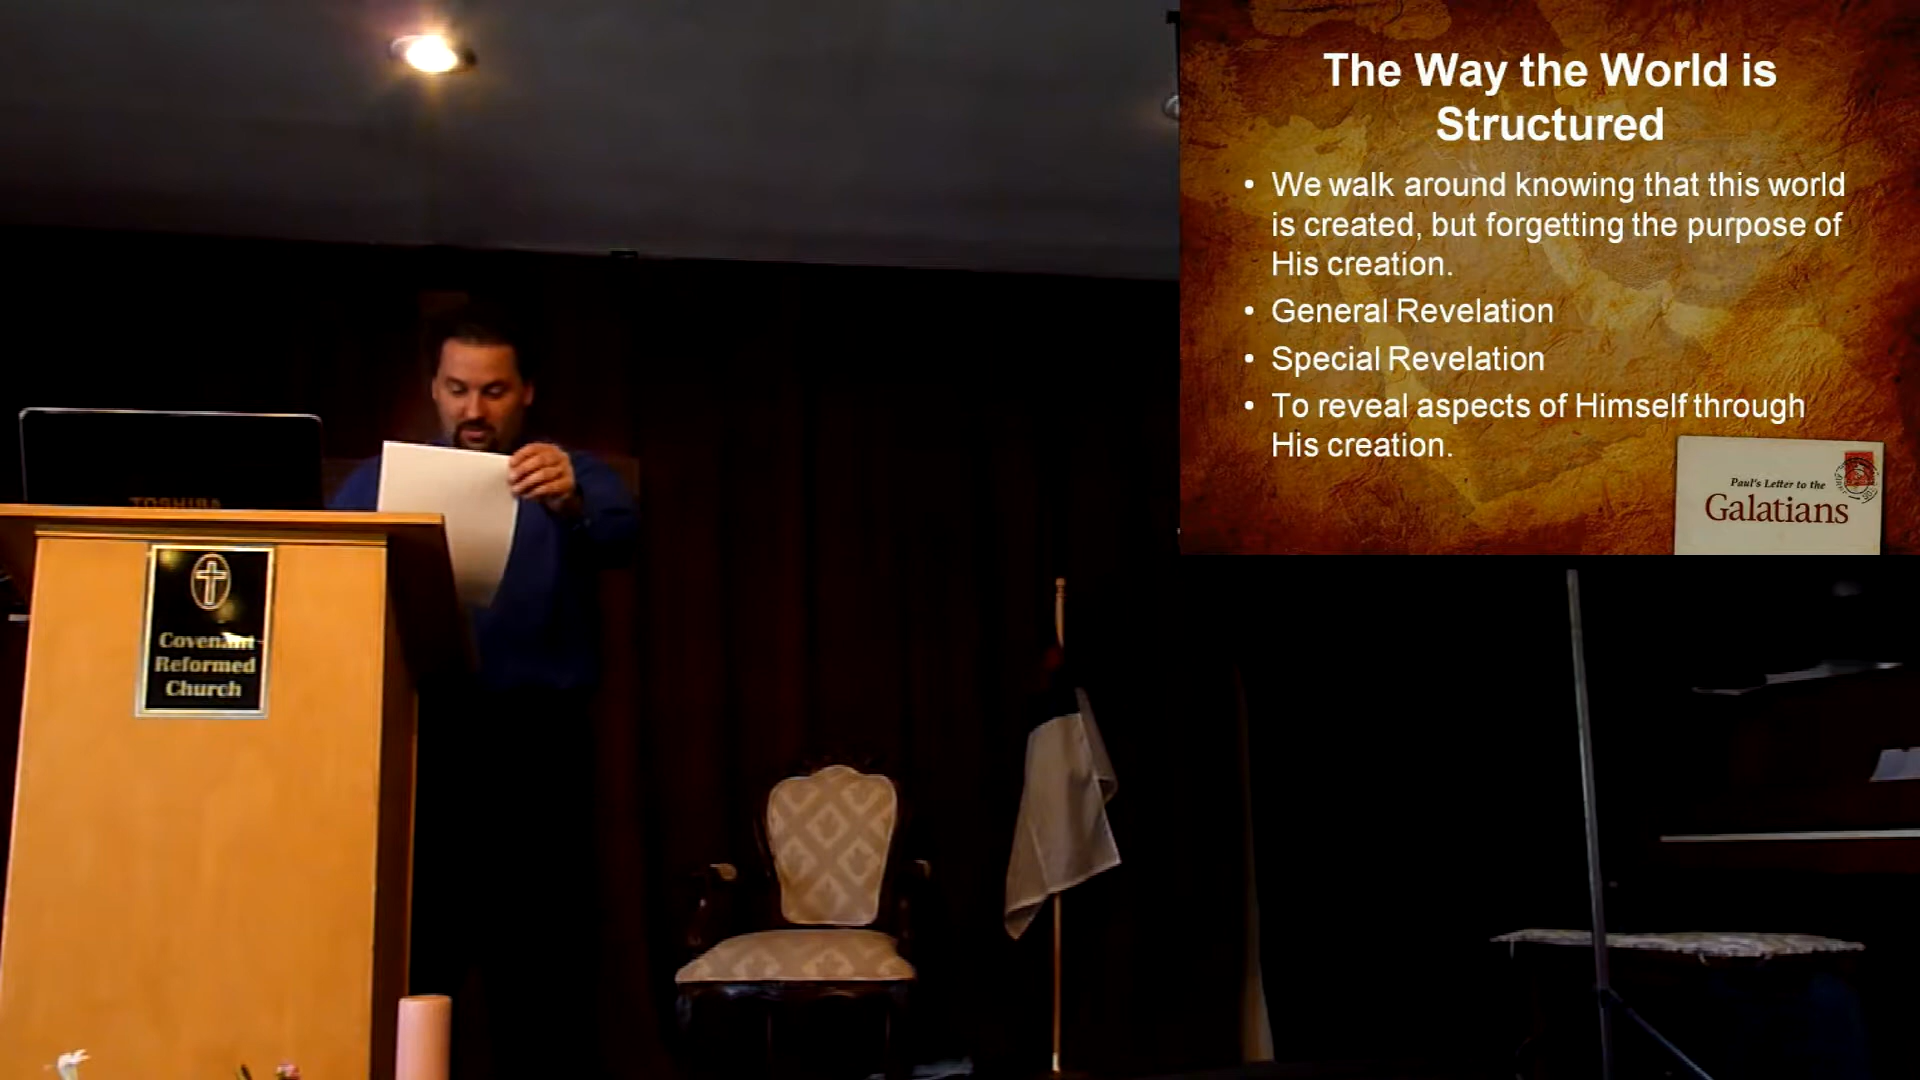 The Way the World is
Structured
• We walk around knowing that this world
is created, but forgetting the purpose of
His creation.
• General Revelation
• Special Revelation
• To reveal aspects of Himself through
His creation.
Paul's Letter to the
Galatians
TOSHIBA
Covenant
Reformed
Church